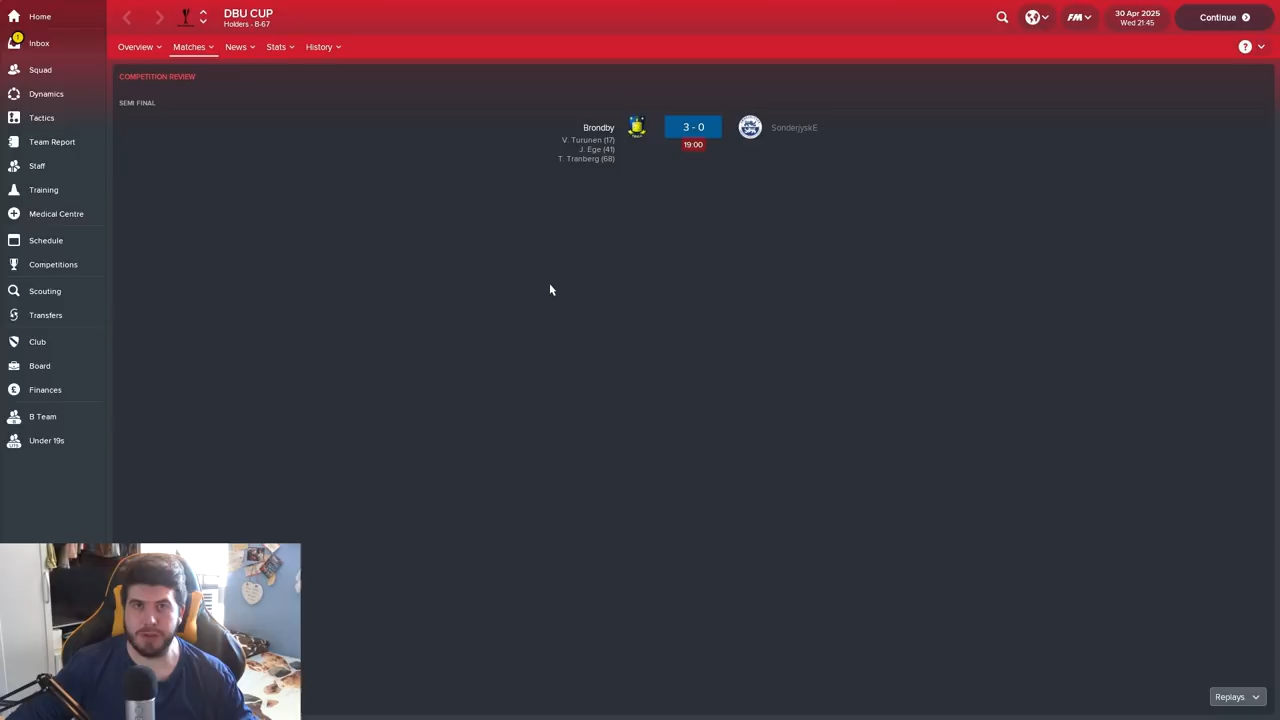 Home
1
Inbox
Squad
Dynamics
Tactics
Team Report
Staff
Training
Medical Centre
Schedule
Competitions
Scouting
Transfers
Club
Board
Finances
B Team
Under 19s
DBU CUP
Holders - B-67
FM
30 Apr 2025
Wed 21:45
Continue
Overview
Matches
News
Stats
History
?
COMPETITION REVIEW
SEMI FINAL
Brondby 3 - 0 SonderjyskE
19:00
V. Turunen (17)
J. Ege (41)
T. Tranberg (68)
Replays